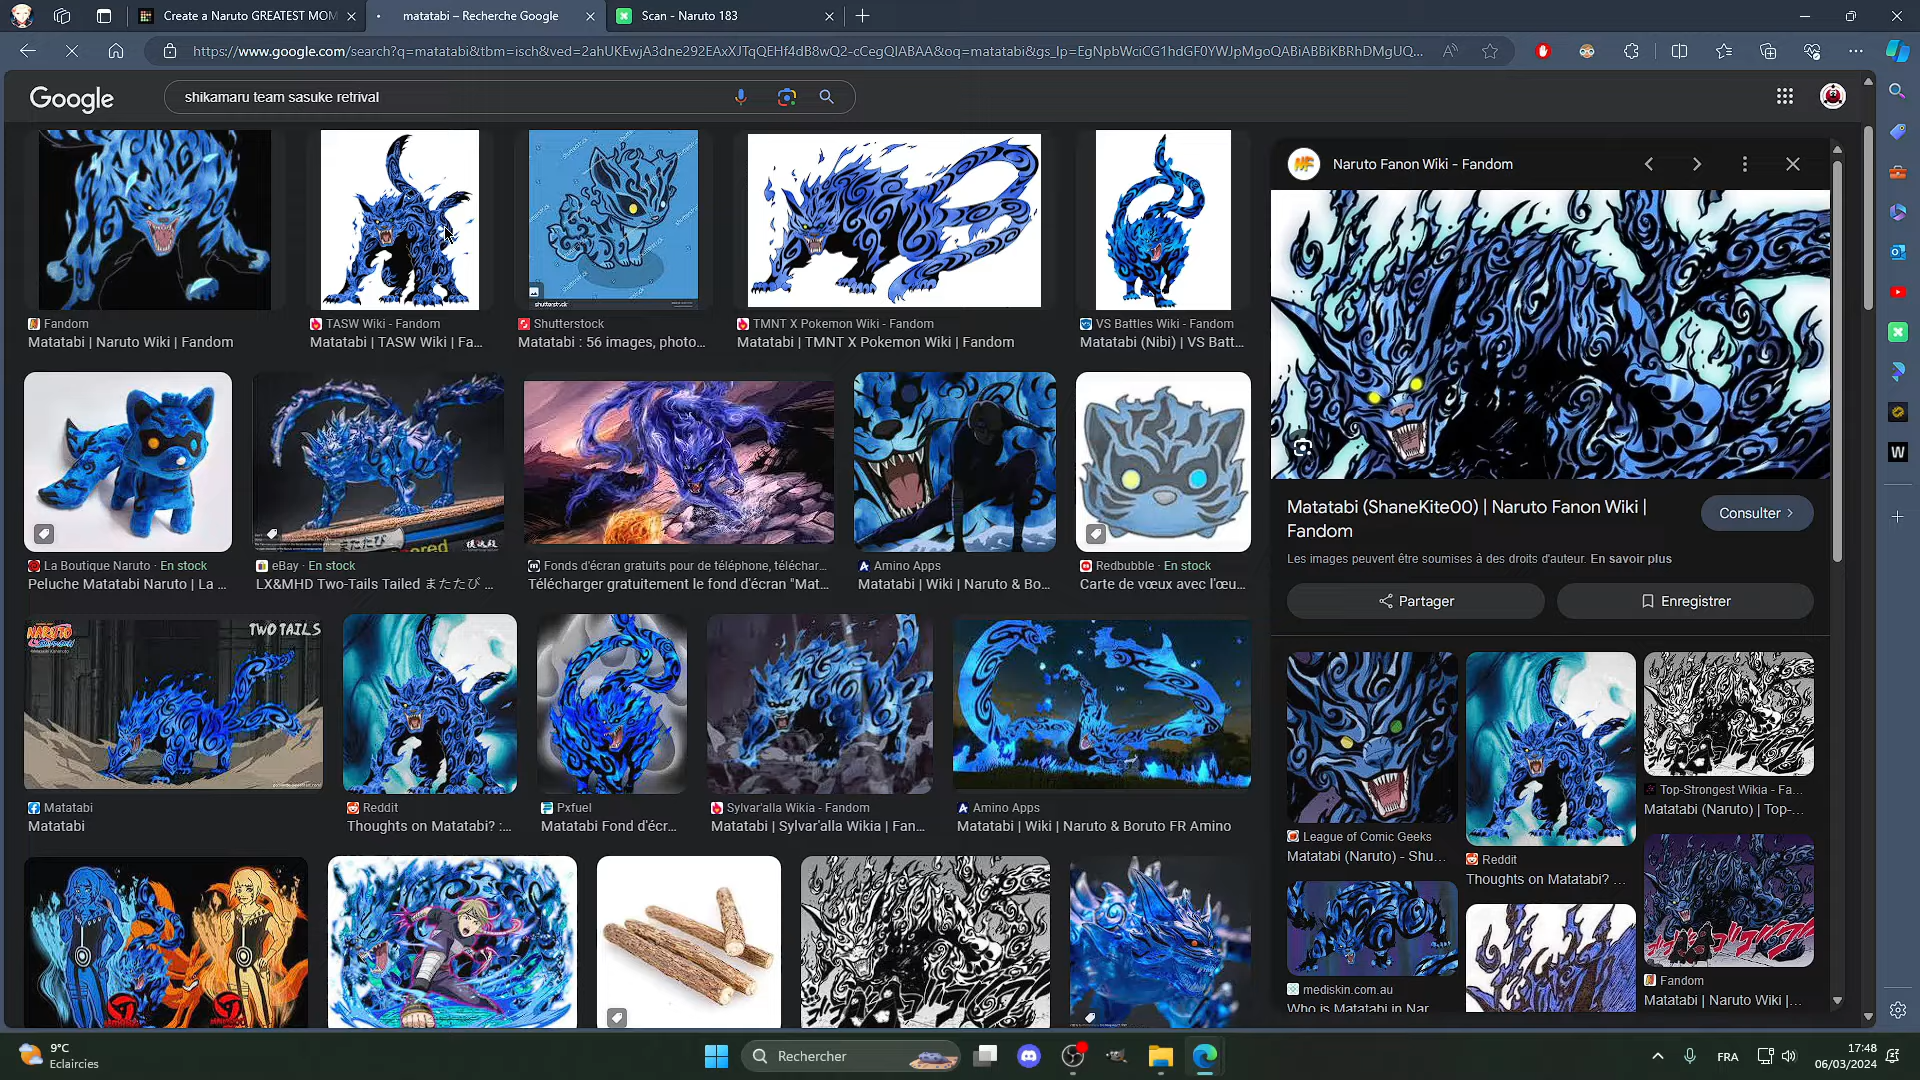 Create a Naruto GREATEST MOM
matatabi – Recherche Google
Scan - Naruto 183
https://www.google.com/search?q=matatabi&tbm=isch&ved=2ahUKEwjA3dne292EAxXJTqQEHf4dB8wQ2-cCegQIABAA&oq=matatabi&gs_lp=EgNpbWciCG1hdGF0YWJpMgoQABiABBiKBRhDMgUQ...
Google
shikamaru team sasuke retrival
Naruto Fanon Wiki - Fandom
Fandom
Matatabi | Naruto Wiki | Fandom
TASW Wiki - Fandom
Matatabi | TASW Wiki | Fa...
shutterstock
Shutterstock
Matatabi : 56 images, photo...
TMNT X Pokemon Wiki - Fandom
Matatabi | TMNT X Pokemon Wiki | Fandom
VS Battles Wiki - Fandom
Matatabi (Nibi) | VS Batt...
La Boutique Naruto · En stock
Peluche Matatabi Naruto | La ...
eBay · En stock
LX&MHD Two-Tails Tailed またたび ...
Fonds d'écran gratuits pour de téléphone, téléchar...
Télécharger gratuitement le fond d'écran "Mat...
Amino Apps
Matatabi | Wiki | Naruto & Bo...
Redbubble · En stock
Carte de vœux avec l'œu...
Matatabi (ShaneKite00) | Naruto Fanon Wiki |
Fandom
Consulter
Les images peuvent être soumises à des droits d'auteur. En savoir plus
Partager
Enregistrer
NARUTO
TWO TAILS
Matatabi
Matatabi
Reddit
Thoughts on Matatabi? :...
Pxfuel
Matatabi Fond d'écr...
Sylvar'alla Wikia - Fandom
Matatabi | Sylvar'alla Wikia | Fan...
Amino Apps
Matatabi | Wiki | Naruto & Boruto FR Amino
League of Comic Geeks
Matatabi (Naruto) - Shu...
Reddit
Thoughts on Matatabi? ...
Top-Strongest Wikia - Fa...
Matatabi (Naruto) | Top-...
mediskin.com.au
Who is Matatabi in Nar
Fandom
Matatabi | Naruto Wiki |...
9°C
Eclaircies
Rechercher
FRA
17:48
06/03/2024